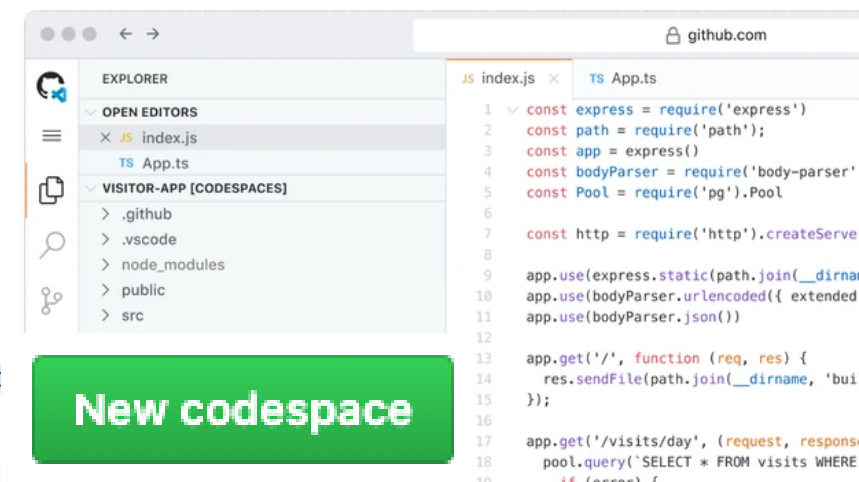 github.com
EXPLORER
OPEN EDITORS
JS index.js
TS App.ts
VISITOR-APP [CODESPACES]
.github
.vscode
node_modules
public
src
New codespace
JS index.js
TS App.ts
1 const express = require('express')
2 const path = require('path');
3 const app = express()
4 const bodyParser = require('body-parser'
5 const Pool = require('pg').Pool
6
7 const http = require('http').createServe
8
9 app.use(express.static(path.join(__dirna
10 app.use(bodyParser.urlencoded({ extended
11 app.use(bodyParser.json())
12
13 app.get('/', function (req, res) {
14 res.sendFile(path.join(__dirname, 'bui
15 });
16
17 app.get('/visits/day', (request, respons
18 pool.query(`SELECT * FROM visits WHERE
19 if (error) {